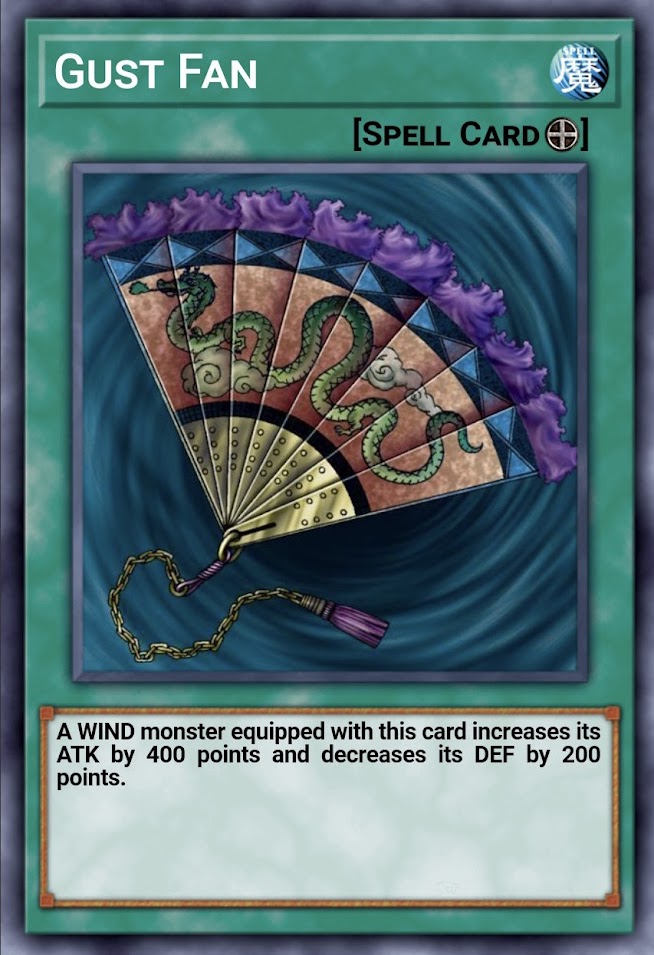 Gust Fan
SPELL
魔
[Spell Card]
A WIND monster equipped with this card increases its
ATK by 400 points and decreases its DEF by 200
points.